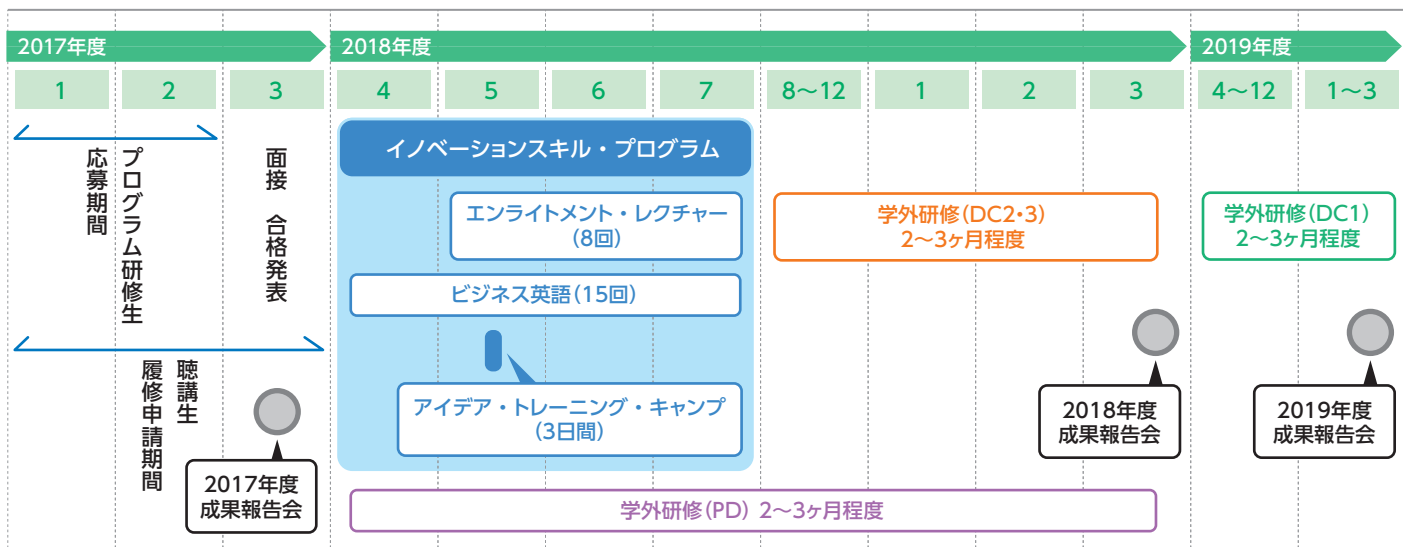 2017年度
2018年度
2019年度
1
2
3
4
5
6
7
8〜12
1
2
3
4〜12
1〜3
プログラム研修生
応募期間
面接 合格発表
聴講生
履修申請期間
2017年度
成果報告会
イノベーションスキル・プログラム
エンライトメント・レクチャー
(8回)
ビジネス英語(15回)
アイデア・トレーニング・キャンプ
(3日間)
学外研修(PD) 2〜3ヶ月程度
学外研修(DC2・3)
2〜3ヶ月程度
2018年度
成果報告会
学外研修(DC1)
2〜3ヶ月程度
2019年度
成果報告会